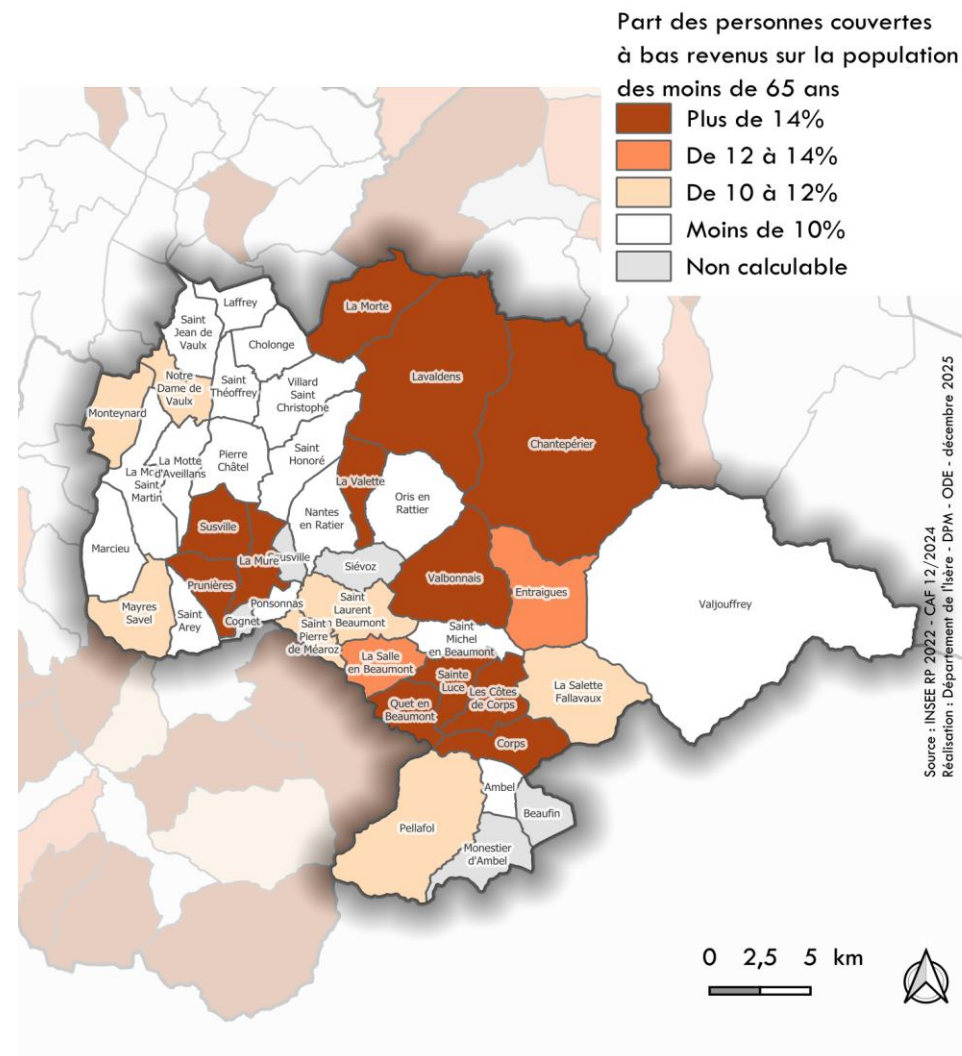 Part des personnes couvertes
à bas revenus sur la population
des moins de 65 ans
Plus de 14%
De 12 à 14%
De 10 à 12%
Moins de 10%
Non calculable
Laffrey
La Morte
Saint
Jean de
Vaulx
Cholonge
Lavaldens
Notre
Dame de
Vaulx
Saint
Théoffrey
Villard
Saint
Christophe
Monteynard
Chantepérier
Saint
Honoré
Pierre
Châtel
La Motte
d'Aveillans
La
Saint
Martin
La Valette
Oris en
Rattier
Nantes
en Ratier
Susville
Marcieu
La Mure
Siévoz
Valbonnais
Prunières
Entraigues
Mayres
Savel
Saint
Arey
Ponsonnas
Cognet
Saint
Laurent
Beaumont
Valjouffrey
Saint
Pierre
de Méaroz
Saint
Michel
en Beaumont
La Salle
en Beaumont
Sainte
Luce
Les Côtes
de Corps
La Salette
Fallavaux
Quet en
Beaumont
Corps
Ambel
Beaufin
Pellafol
Monestier
d'Ambel
Source : INSEE RP 2022 - CAF 12/2024
Réalisation : Département de l'Isère - DPM - ODE - décembre 2025
0 2,5 5 km